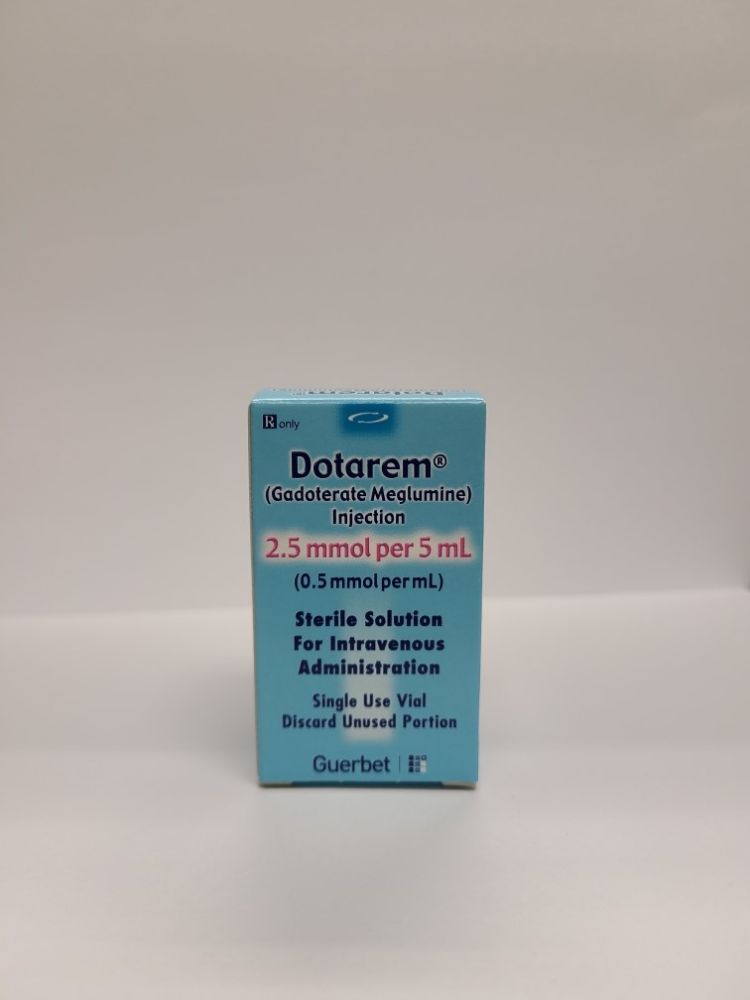 Dotarem
℞ only
Dotarem®
(Gadoterate Meglumine)
Injection
2.5 mmol per 5 mL
(0.5 mmol per mL)
Sterile Solution
For Intravenous
Administration
Single Use Vial
Discard Unused Portion
Guerbet